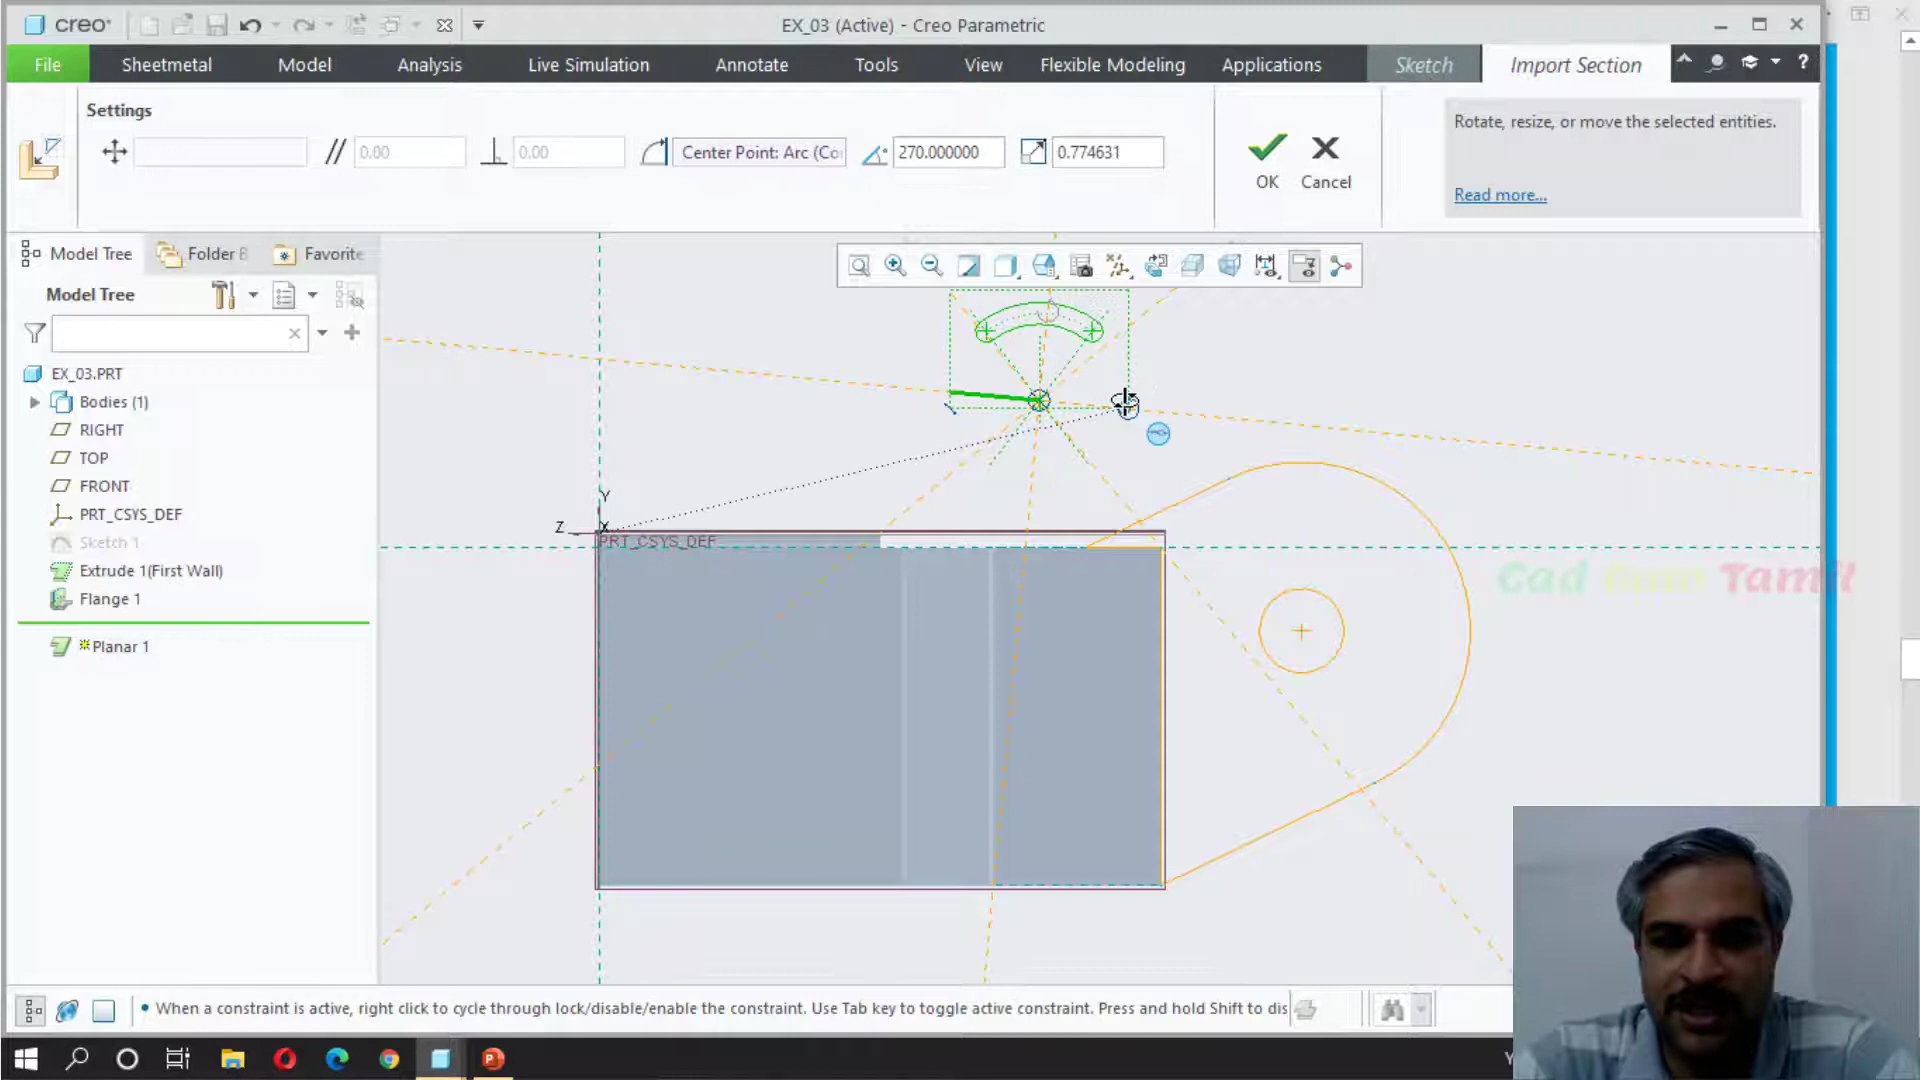 creo
EX_03 (Active) - Creo Parametric
File
Sheetmetal
Model
Analysis
Live Simulation
Annotate
Tools
View
Flexible Modeling
Applications
Sketch
Import Section
?
Settings
0.00
0.00
Center Point: Arc (Co
270.000000
0.774631
OK
Cancel
Rotate, resize, or move the selected entities.
Read more...
Model Tree
Folder B
Favorite
Model Tree
EX_03.PRT
Bodies (1)
RIGHT
TOP
FRONT
PRT_CSYS_DEF
Sketch 1
Extrude 1(First Wall)
Flange 1
Planar 1
Y
Z
X
PRT_CSYS_DEF
Tamil
When a constraint is active, right click to cycle through lock/disable/enable the constraint. Use Tab key to toggle active constraint. Press and hold Shift to dis